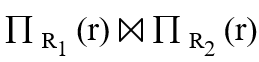 ∏ R₁ (r) ⋈ ∏ R₂ (r)